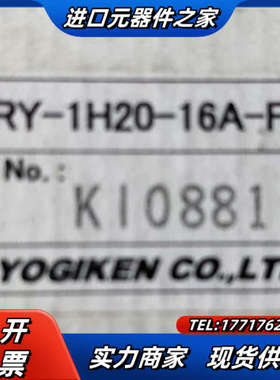 进口元器件之家
RY-1H20-16A-F
No.:
KI0881
YOGIKEN CO.,LT
开
票
TEL:17717762
实力商家 现货供